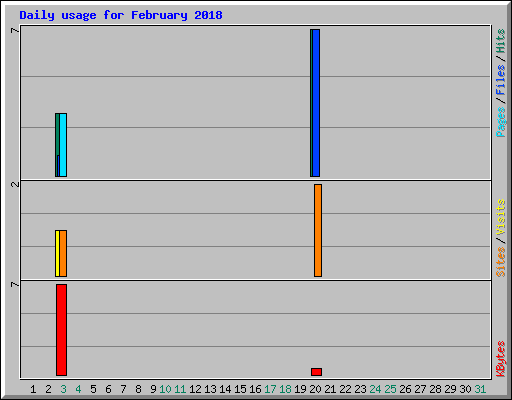 Daily usage for February 2018
7
Pages/Files/Hits
2
Sites/Visits
7
KBytes
1 2 3 4 5 6 7 8 9 10 11 12 13 14 15 16 17 18 19 20 21 22 23 24 25 26 27 28 29 30 31